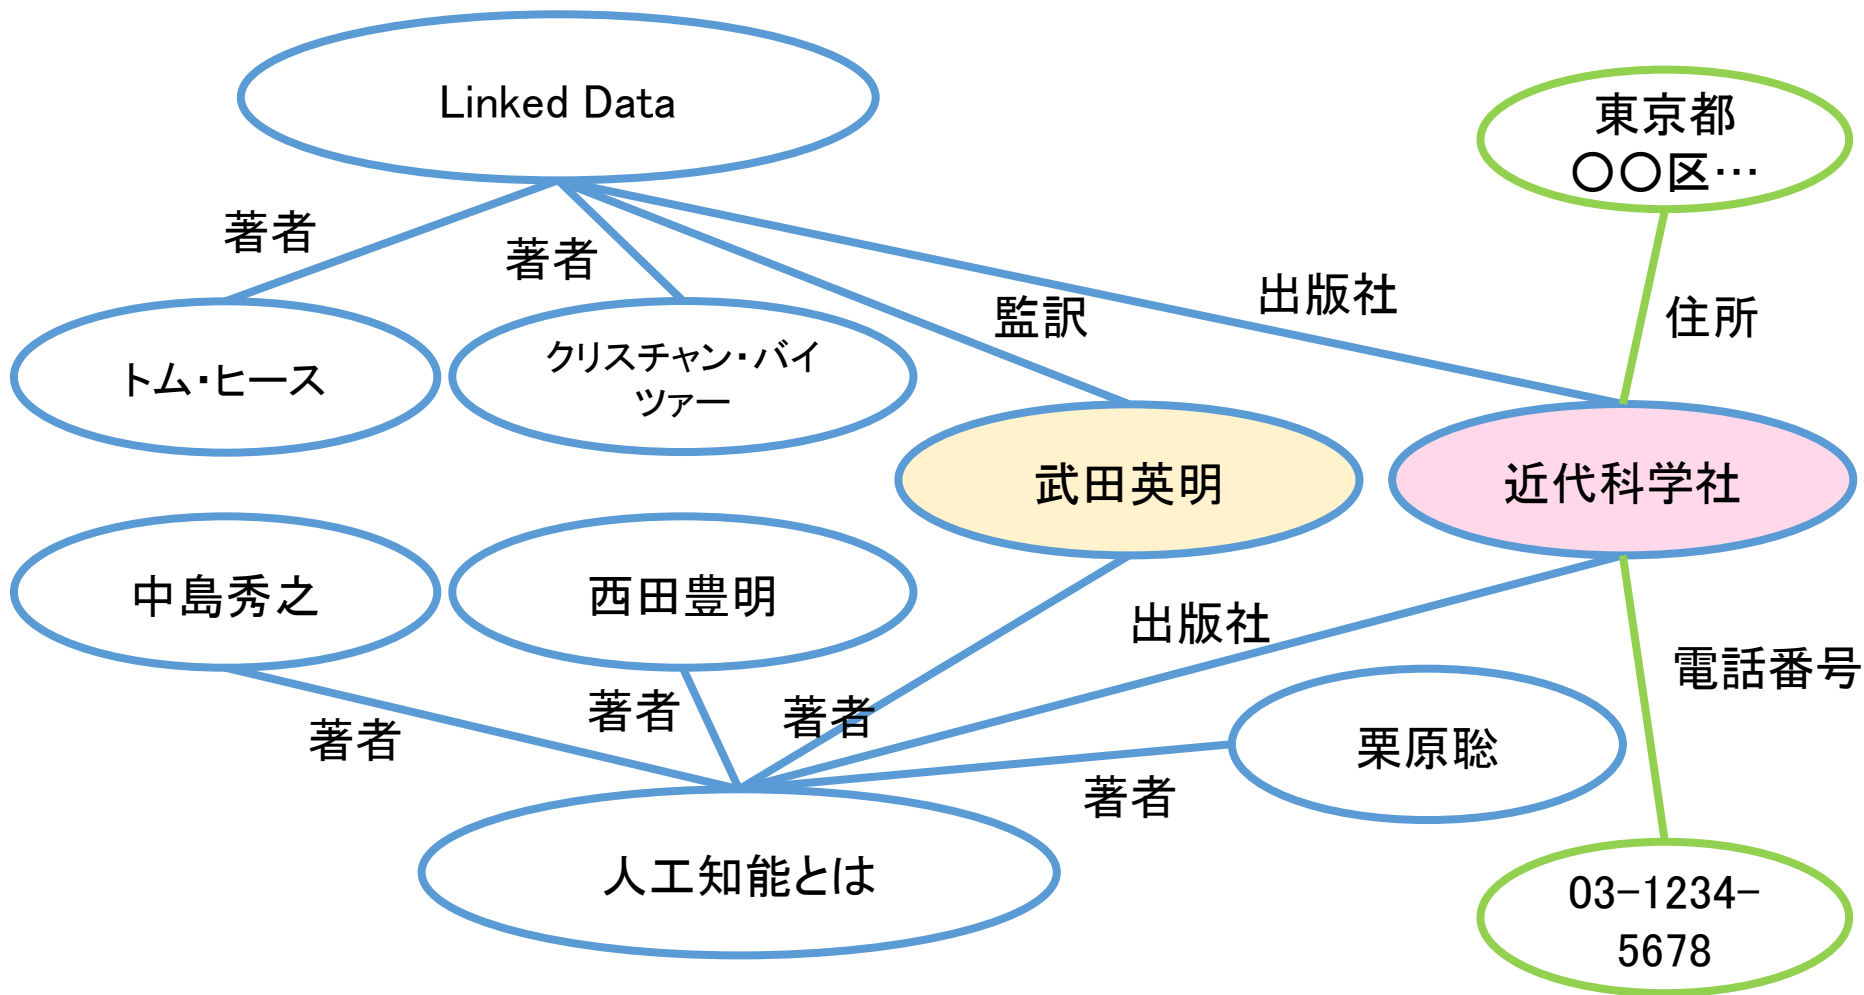 Linked Data
東京都
〇〇区…
著者
著者
監訳
出版社
住所
トム・ヒース
クリスチャン・バイ
ツァー
武田英明
近代科学社
中島秀之
西田豊明
出版社
電話番号
著者
著者
著者
栗原聡
著者
人工知能とは
03-1234-
5678